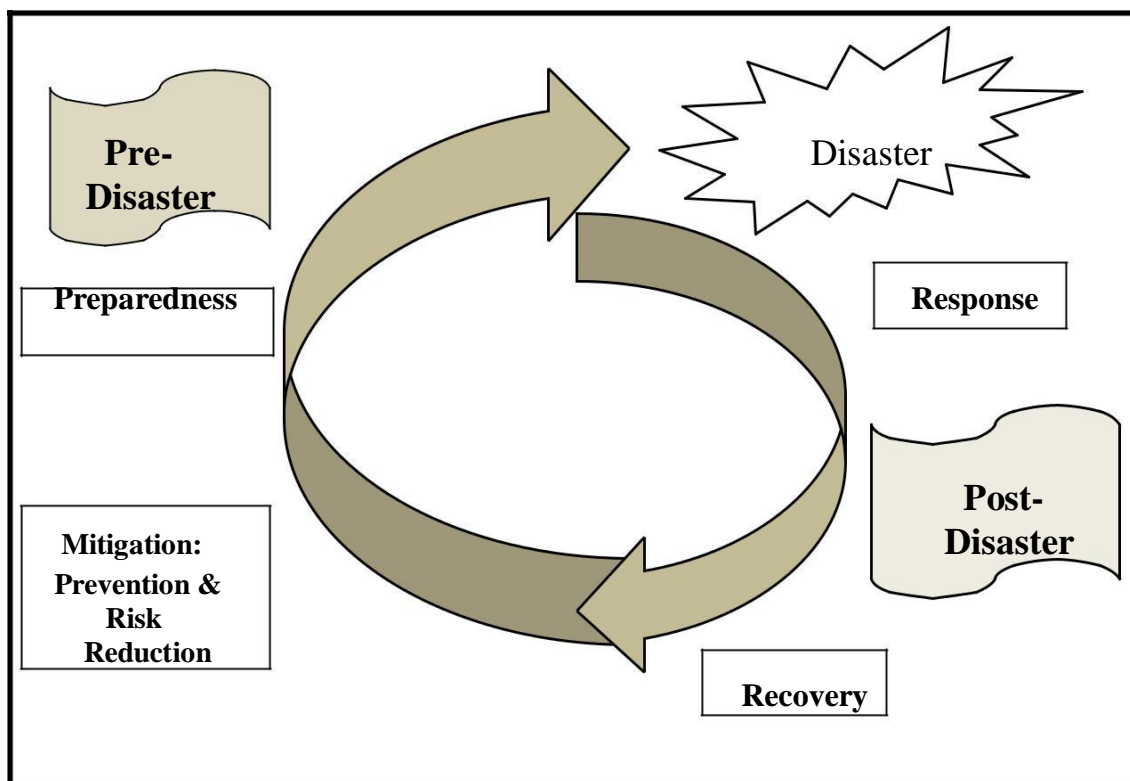 Pre-
Disaster
Disaster
Preparedness
Response
Post-
Disaster
Mitigation:
Prevention &
Risk
Reduction
Recovery